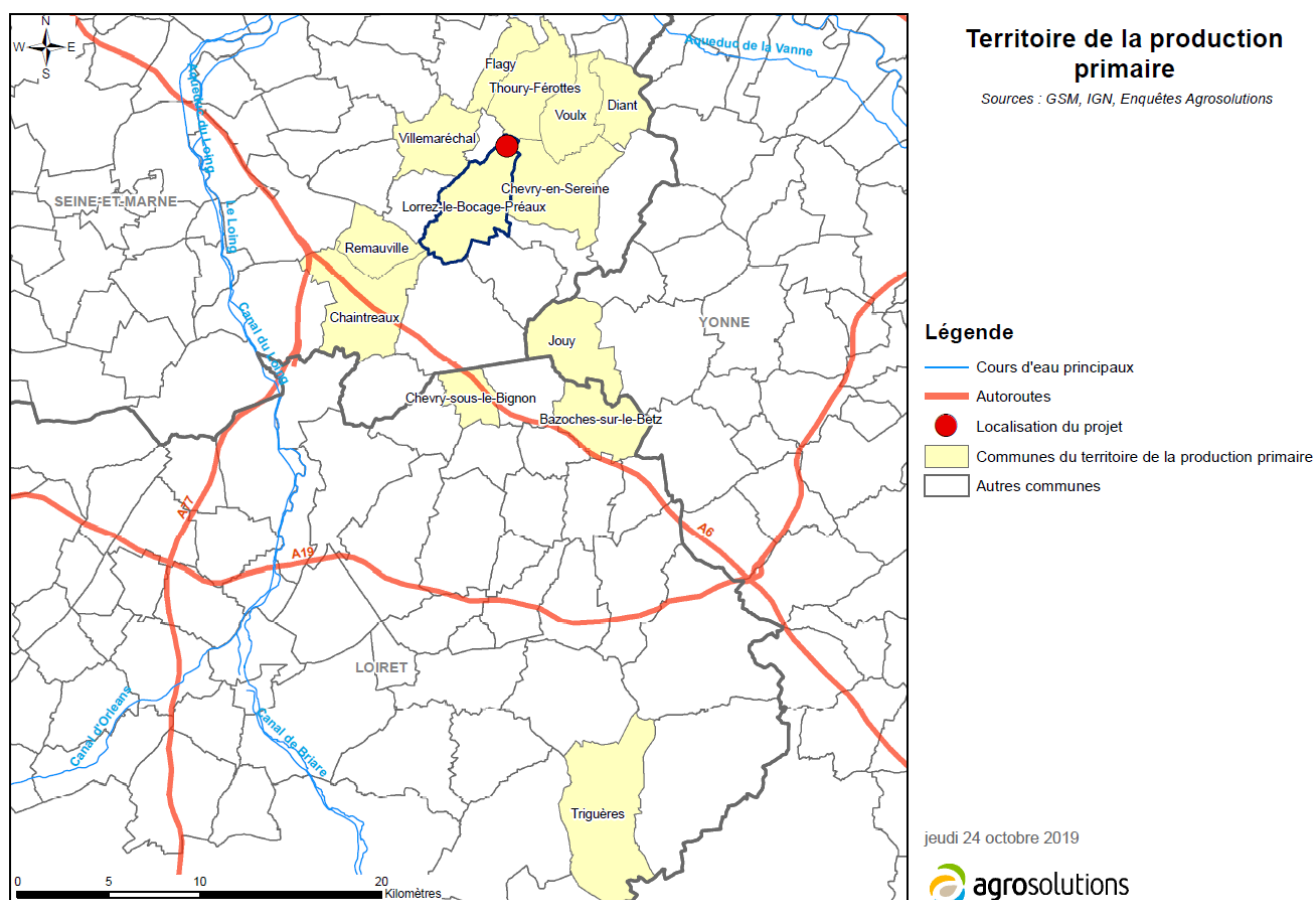 Territoire de la production
primaire
Sources : GSM, IGN, Enquêtes Agrosolutions
N
W E
S
Aqueduc de la Vanne
Flagy
Thoury-Férottes
Diant
Voulx
Aqueduc du Loing
Villemaréchal
Chevry-en-Sereine
SEINE-ET-MARNE
Lorrez-le-Bocage-Préaux
Le Loing
Remauville
Chaintreaux
Canal du Loing
YONNE
Jouy
Chevry-sous-le-Bignon
Bazoches-sur-le-Betz
A77
A6
A19
LOIRET
Canal d'Orleans
Canal de Briare
Triguères
0 5 10 20
Kilomètres
Légende
Cours d'eau principaux
Autoroutes
Localisation du projet
Communes du territoire de la production primaire
Autres communes
jeudi 24 octobre 2019
agrosolutions